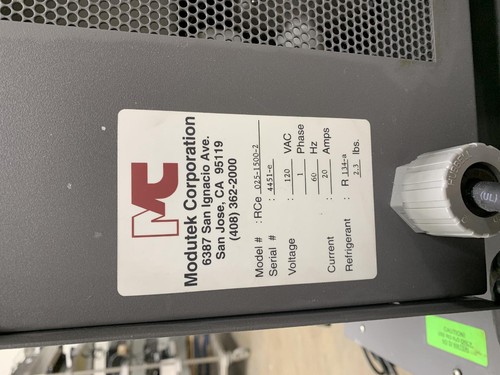 MC
Modutek Corporation
6387 San Ignacio Ave.
San Jose, CA 95119
(408) 362-2000
Model # : RCe 025-1500-2
Serial # : 4451-e
Voltage : 120 VAC
1 Phase
60 Hz
Current : 20 Amps
Refrigerant : R 134-a
2.3 lbs.